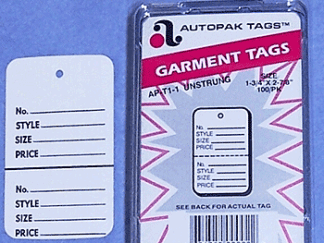 AUTOPAK TAGS™
GARMENT TAGS
AP-T1-1 UNSTRUNG
SIZE
1-3/4" X 2-7/8"
100/PK
No.
STYLE
SIZE
PRICE
No.
STYLE
SIZE
PRICE
No.
STYLE
SIZE
PRICE
No.
STYLE
SIZE
PRICE
SEE BACK FOR ACTUAL TAG